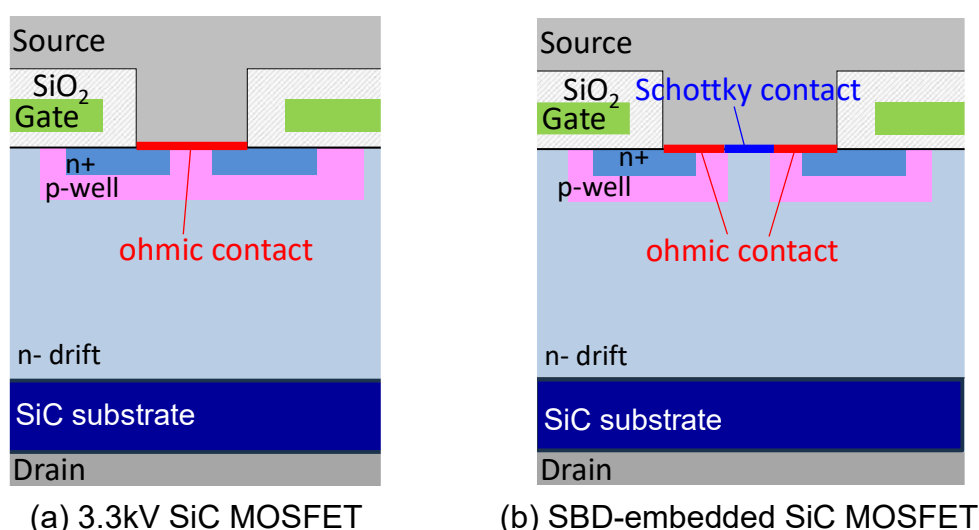 Source
SiO₂
Gate
n+
p-well
ohmic contact
n- drift
SiC substrate
Drain
(a) 3.3kV SiC MOSFET
Source
SiO₂
Schottky contact
Gate
n+
p-well
ohmic contact
n- drift
SiC substrate
Drain
(b) SBD-embedded SiC MOSFET